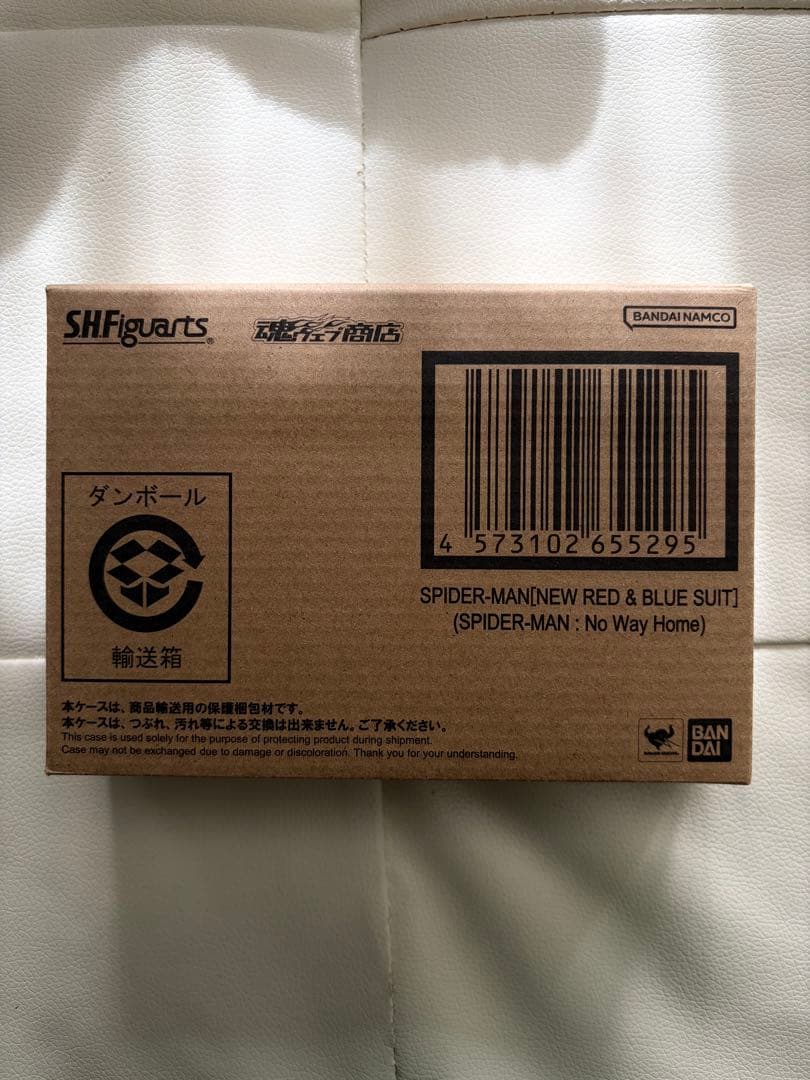 S.H.Figuarts®
魂ウェブ商店
BANDAI NAMCO
4 573102 655295
SPIDER-MAN[NEW RED & BLUE SUIT]
(SPIDER-MAN : No Way Home)
ダンボール
輸送箱
本ケースは、商品輸送用の保護梱包材です。
本ケースは、つぶれ、汚れ等による交換は出来ません。ご了承ください。
This case is used solely for the purpose of protecting product during shipment.
Case may not be exchanged due to damage or discoloration. Thank you for your understanding.
BAN
DAI